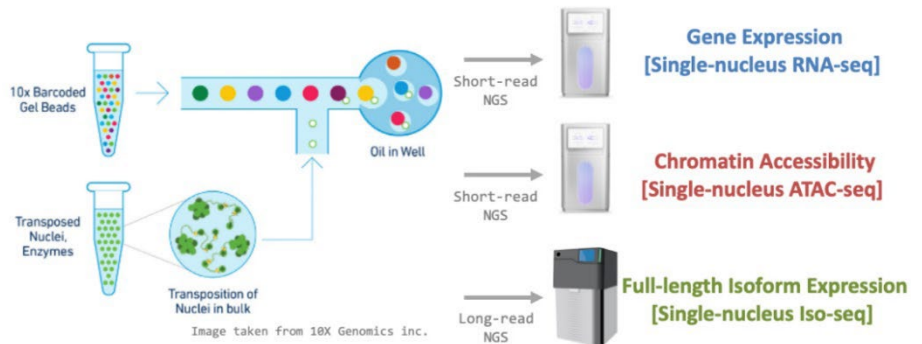 10x Barcoded
Gel Beads
Oil in Well
Transposed
Nuclei,
Enzymes
Transposition of
Nuclei in bulk
Image taken from 10X Genomics inc.
Short-read
NGS
Gene Expression
[Single-nucleus RNA-seq]
Short-read
NGS
Chromatin Accessibility
[Single-nucleus ATAC-seq]
Long-read
NGS
Full-length Isoform Expression
[Single-nucleus Iso-seq]